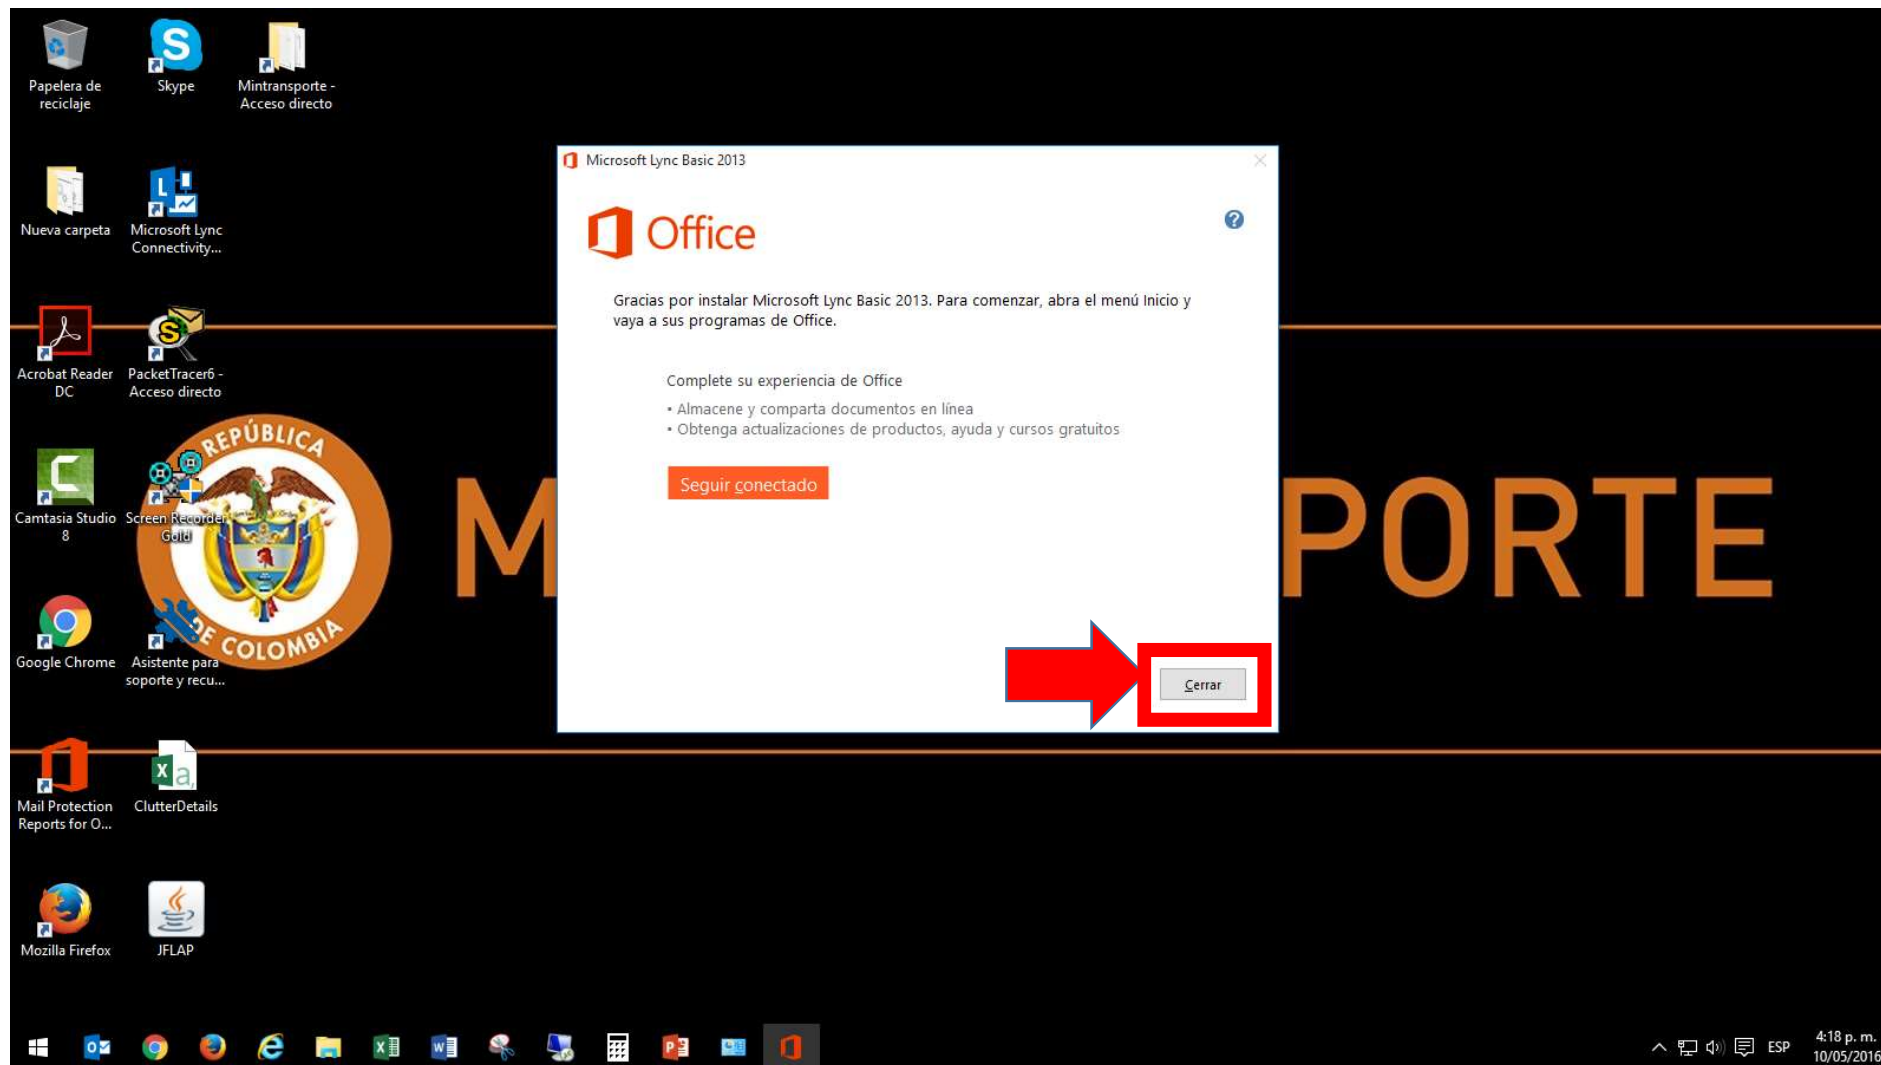 Papelera de
reciclaje
Skype
Mintransporte -
Acceso directo
Nueva carpeta
Microsoft Lync
Connectivity...
Acrobat Reader
DC
PacketTracer6 -
Acceso directo
Camtasia Studio
8
Screen Recorder
Gold
Google Chrome
Asistente para
soporte y recu...
Mail Protection
Reports for O...
ClutterDetails
Mozilla Firefox
JFLAP
REPÚBLICA
DE COLOMBIA
M
PORTE
Microsoft Lync Basic 2013
Office
Gracias por instalar Microsoft Lync Basic 2013. Para comenzar, abra el menú Inicio y
vaya a sus programas de Office.
Complete su experiencia de Office
• Almacene y comparta documentos en línea
• Obtenga actualizaciones de productos, ayuda y cursos gratuitos
Seguir conectado
Cerrar
ESP
4:18 p. m.
10/05/2016